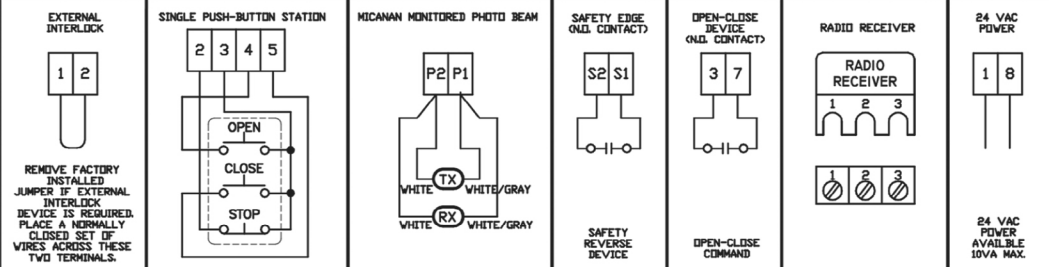 EXTERNAL
INTERLOCK
1 2
REMOVE FACTORY
INSTALLED
JUMPER IF EXTERNAL
INTERLOCK
DEVICE IS REQUIRED.
PLACE A NORMALLY
CLOSED SET OF
WIRES ACROSS THESE
TWO TERMINALS.
SINGLE PUSH-BUTTON STATION
2 3 4 5
OPEN
CLOSE
STOP
MICANAN MONITORED PHOTO BEAM
P2 P1
TX
WHITE WHITE/GRAY
RX
WHITE WHITE/GRAY
SAFETY EDGE
(N.O. CONTACT)
S2 S1
SAFETY
REVERSE
DEVICE
OPEN-CLOSE
DEVICE
(N.O. CONTACT)
3 7
OPEN-CLOSE
COMMAND
RADIO RECEIVER
RADIO
RECEIVER
1 2 3
1 2 3
24 VAC
POWER
1 8
24 VAC
POWER
AVAILBLE
10VA MAX.